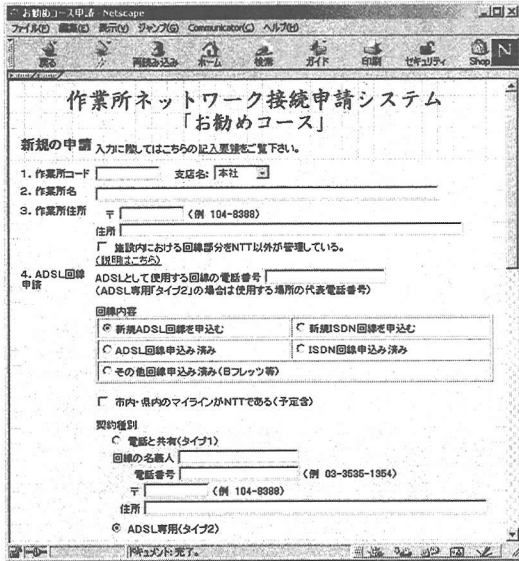 お勧めコース申請 - Netscape
ファイル(F) 編集(E) 表示(V) ジャンプ(G) Communicator(C) ヘルプ(H)
戻る 再読み込み ホーム 検索 ガイド 印刷 セキュリティ Shop
作業所ネットワーク接続申請システム
「お勧めコース」
新規の申請 入力に際してはこちらの記入要領をご覧下さい。
1. 作業所コード 支店名: 本社
2. 作業所名
3. 作業所住所 〒 (例 104-8388)
住所
施設内における回線部分をNTT以外が管理している。
(説明はこちら)
4. ADSL回線申請 ADSLとして使用する回線の電話番号
(ADSL専用「タイプ2」の場合は使用する場所の代表電話番号)
回線内容
新規ADSL回線を申込む 新規ISDN回線を申込む
ADSL回線申込み済み ISDN回線申込み済み
その他回線申込み済み(Bフレッツ等)
市内・県内のマイラインがNTTである(予定含)
契約種別
電話と共有(タイプ1)
回線の名義人
電話番号 (例 03-3535-1354)
〒 (例 104-8388)
住所
ADSL専用(タイプ2)
ドキュメント: 完了。